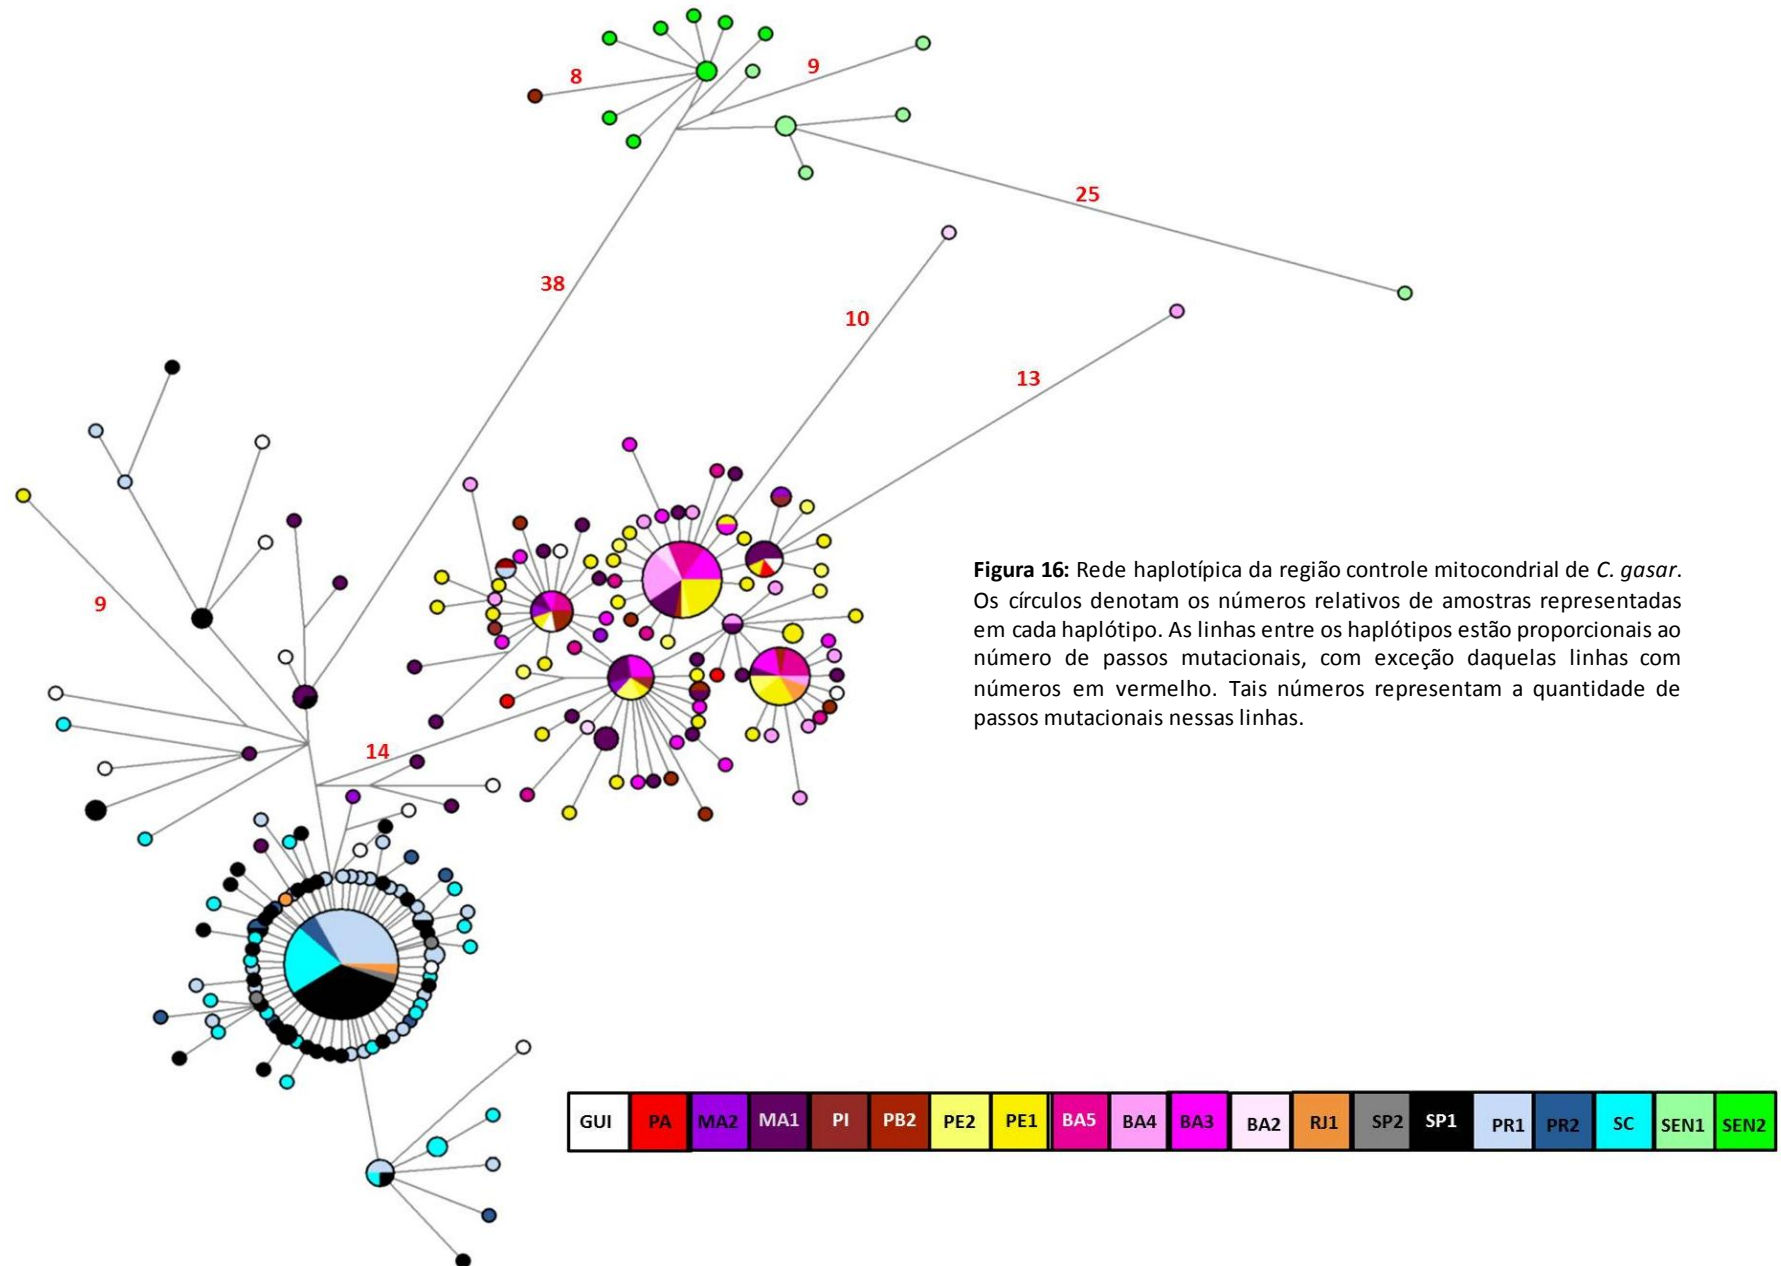 8
9
25
38
10
13
9
14
Figura 16: Rede haplotípica da região controle mitocondrial de C. gasar.
Os círculos denotam os números relativos de amostras representadas
em cada haplótipo. As linhas entre os haplótipos estão proporcionais ao
número de passos mutacionais, com exceção daquelas linhas com
números em vermelho. Tais números representam a quantidade de
passos mutacionais nessas linhas.
GUI PA MA2 MA1 PI PB2 PE2 PE1 BA5 BA4 BA3 BA2 RJ1 SP2 SP1 PR1 PR2 SC SEN1 SEN2